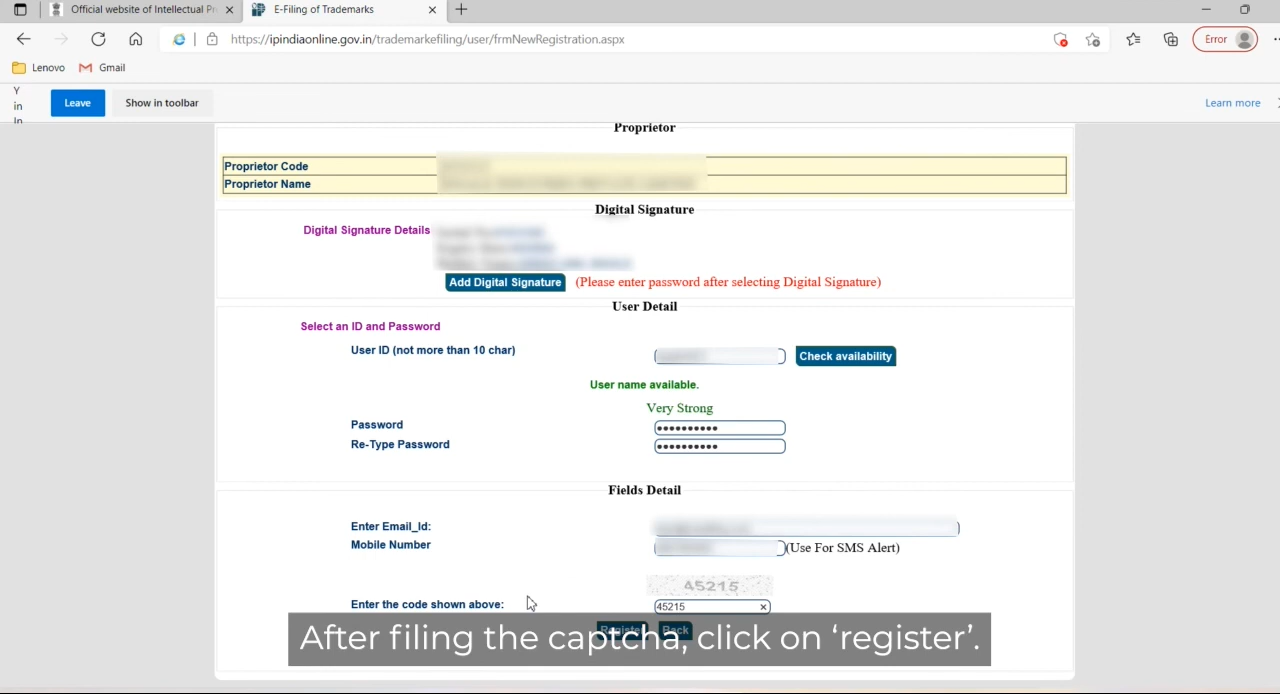 Official website of Intellectual Pr
E-Filing of Trademarks
https://ipindiaonline.gov.in/trademarkefiling/user/frmNewRegistration.aspx
Error
Lenovo
Gmail
Y
in
In
Leave
Show in toolbar
Learn more
Proprietor
Proprietor Code
Proprietor Name
Digital Signature
Digital Signature Details
Add Digital Signature (Please enter password after selecting Digital Signature)
User Detail
Select an ID and Password
User ID (not more than 10 char)
Check availability
User name available.
Very Strong
Password ••••••••••
Re-Type Password ••••••••••
Fields Detail
Enter Email_Id:
Mobile Number (Use For SMS Alert)
45215
Enter the code shown above: 45215
Register Back
After filing the captcha, click on ‘register’.